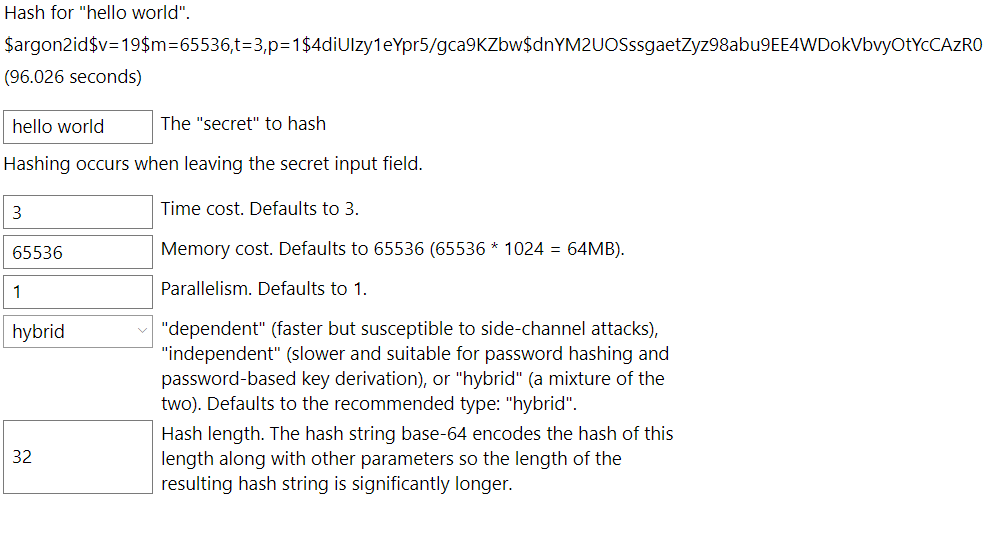 Hash for "hello world".
$argon2id$v=19$m=65536,t=3,p=1$4diUIzy1eYpr5/gca9KZbw$dnYM2UOSssgaetZyz98abu9EE4WDokVbvyOtYcCAzR0
(96.026 seconds)
hello world
The "secret" to hash
Hashing occurs when leaving the secret input field.
3
Time cost. Defaults to 3.
65536
Memory cost. Defaults to 65536 (65536 * 1024 = 64MB).
1
Parallelism. Defaults to 1.
hybrid
"dependent" (faster but susceptible to side-channel attacks),
"independent" (slower and suitable for password hashing and
password-based key derivation), or "hybrid" (a mixture of the
two). Defaults to the recommended type: "hybrid".
32
Hash length. The hash string base-64 encodes the hash of this
length along with other parameters so the length of the
resulting hash string is significantly longer.